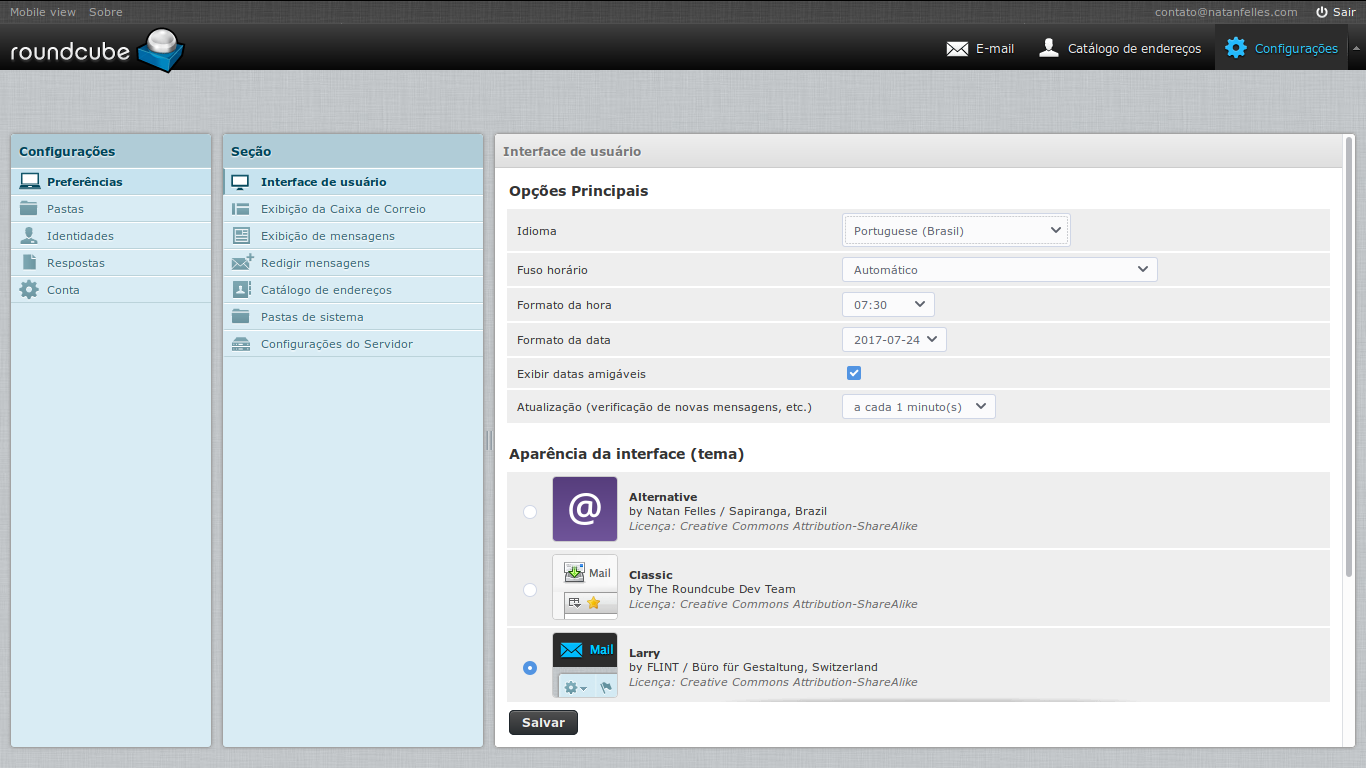 Mobile view Sobre contato@natanfelles.com Sair
roundcube E-mail Catálogo de endereços Configurações
Configurações
Preferências
Pastas
Identidades
Respostas
Conta
Seção
Interface de usuário
Exibição da Caixa de Correio
Exibição de mensagens
Redigir mensagens
Catálogo de endereços
Pastas de sistema
Configurações do Servidor
Interface de usuário
Opções Principais
Idioma Portuguese (Brasil)
Fuso horário Automático
Formato da hora 07:30
Formato da data 2017-07-24
Exibir datas amigáveis
Atualização (verificação de novas mensagens, etc.) a cada 1 minuto(s)
Aparência da interface (tema)
@
Alternative
by Natan Felles / Sapiranga, Brazil
Licença: Creative Commons Attribution-ShareAlike
Mail
Classic
by The Roundcube Dev Team
Licença: Creative Commons Attribution-ShareAlike
Mail
Larry
by FLINT / Büro für Gestaltung, Switzerland
Licença: Creative Commons Attribution-ShareAlike
Salvar